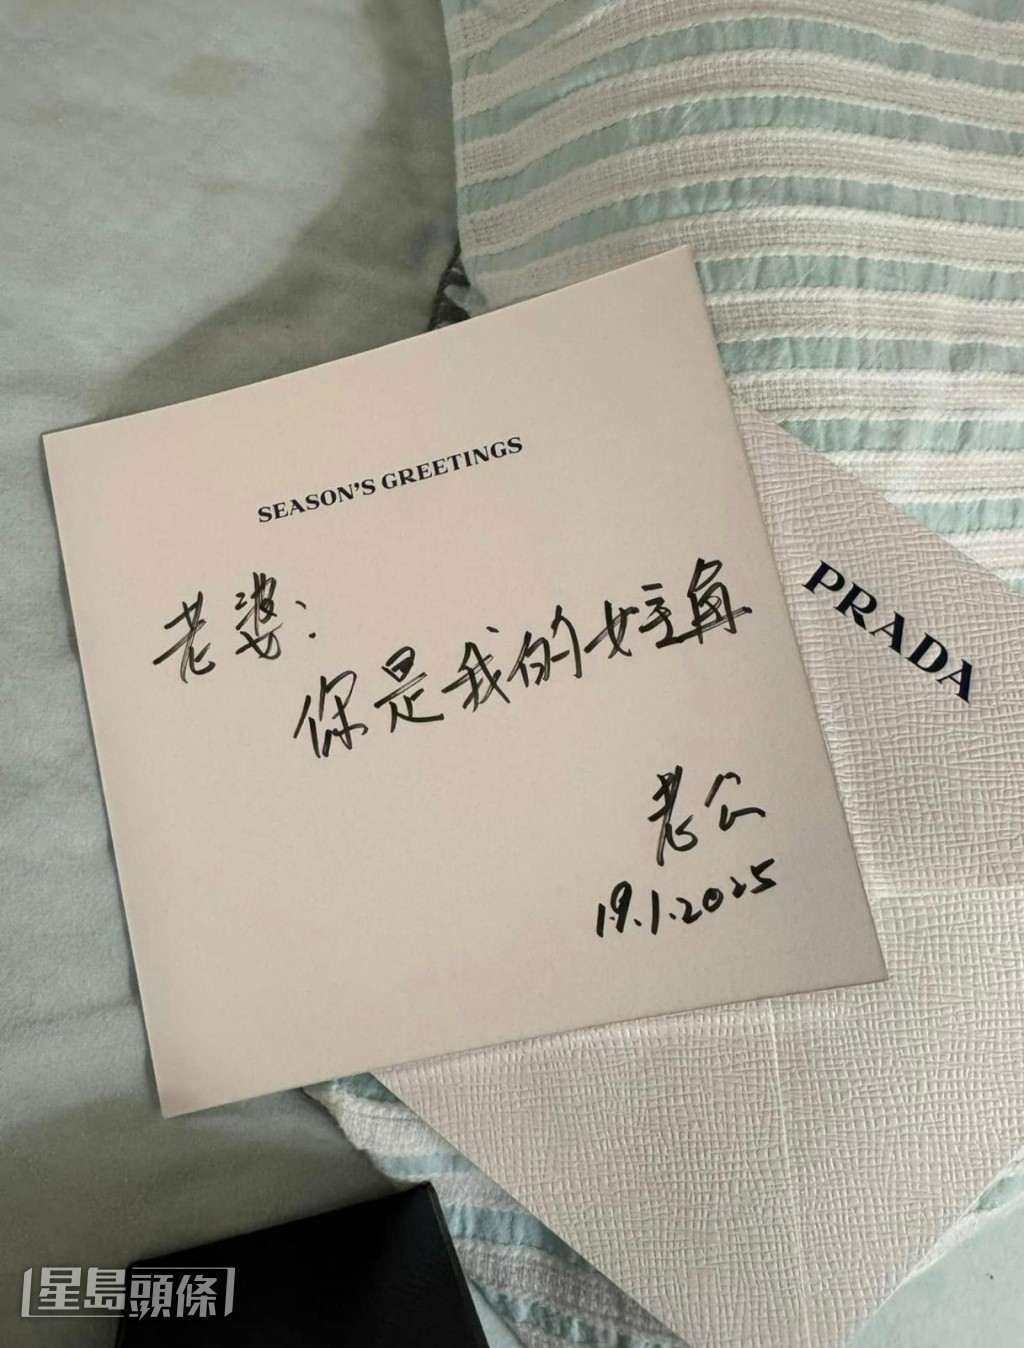 SEASON'S GREETINGS
老婆:
你是我的女主角
老公
19.1.2025
PRADA
星島頭條